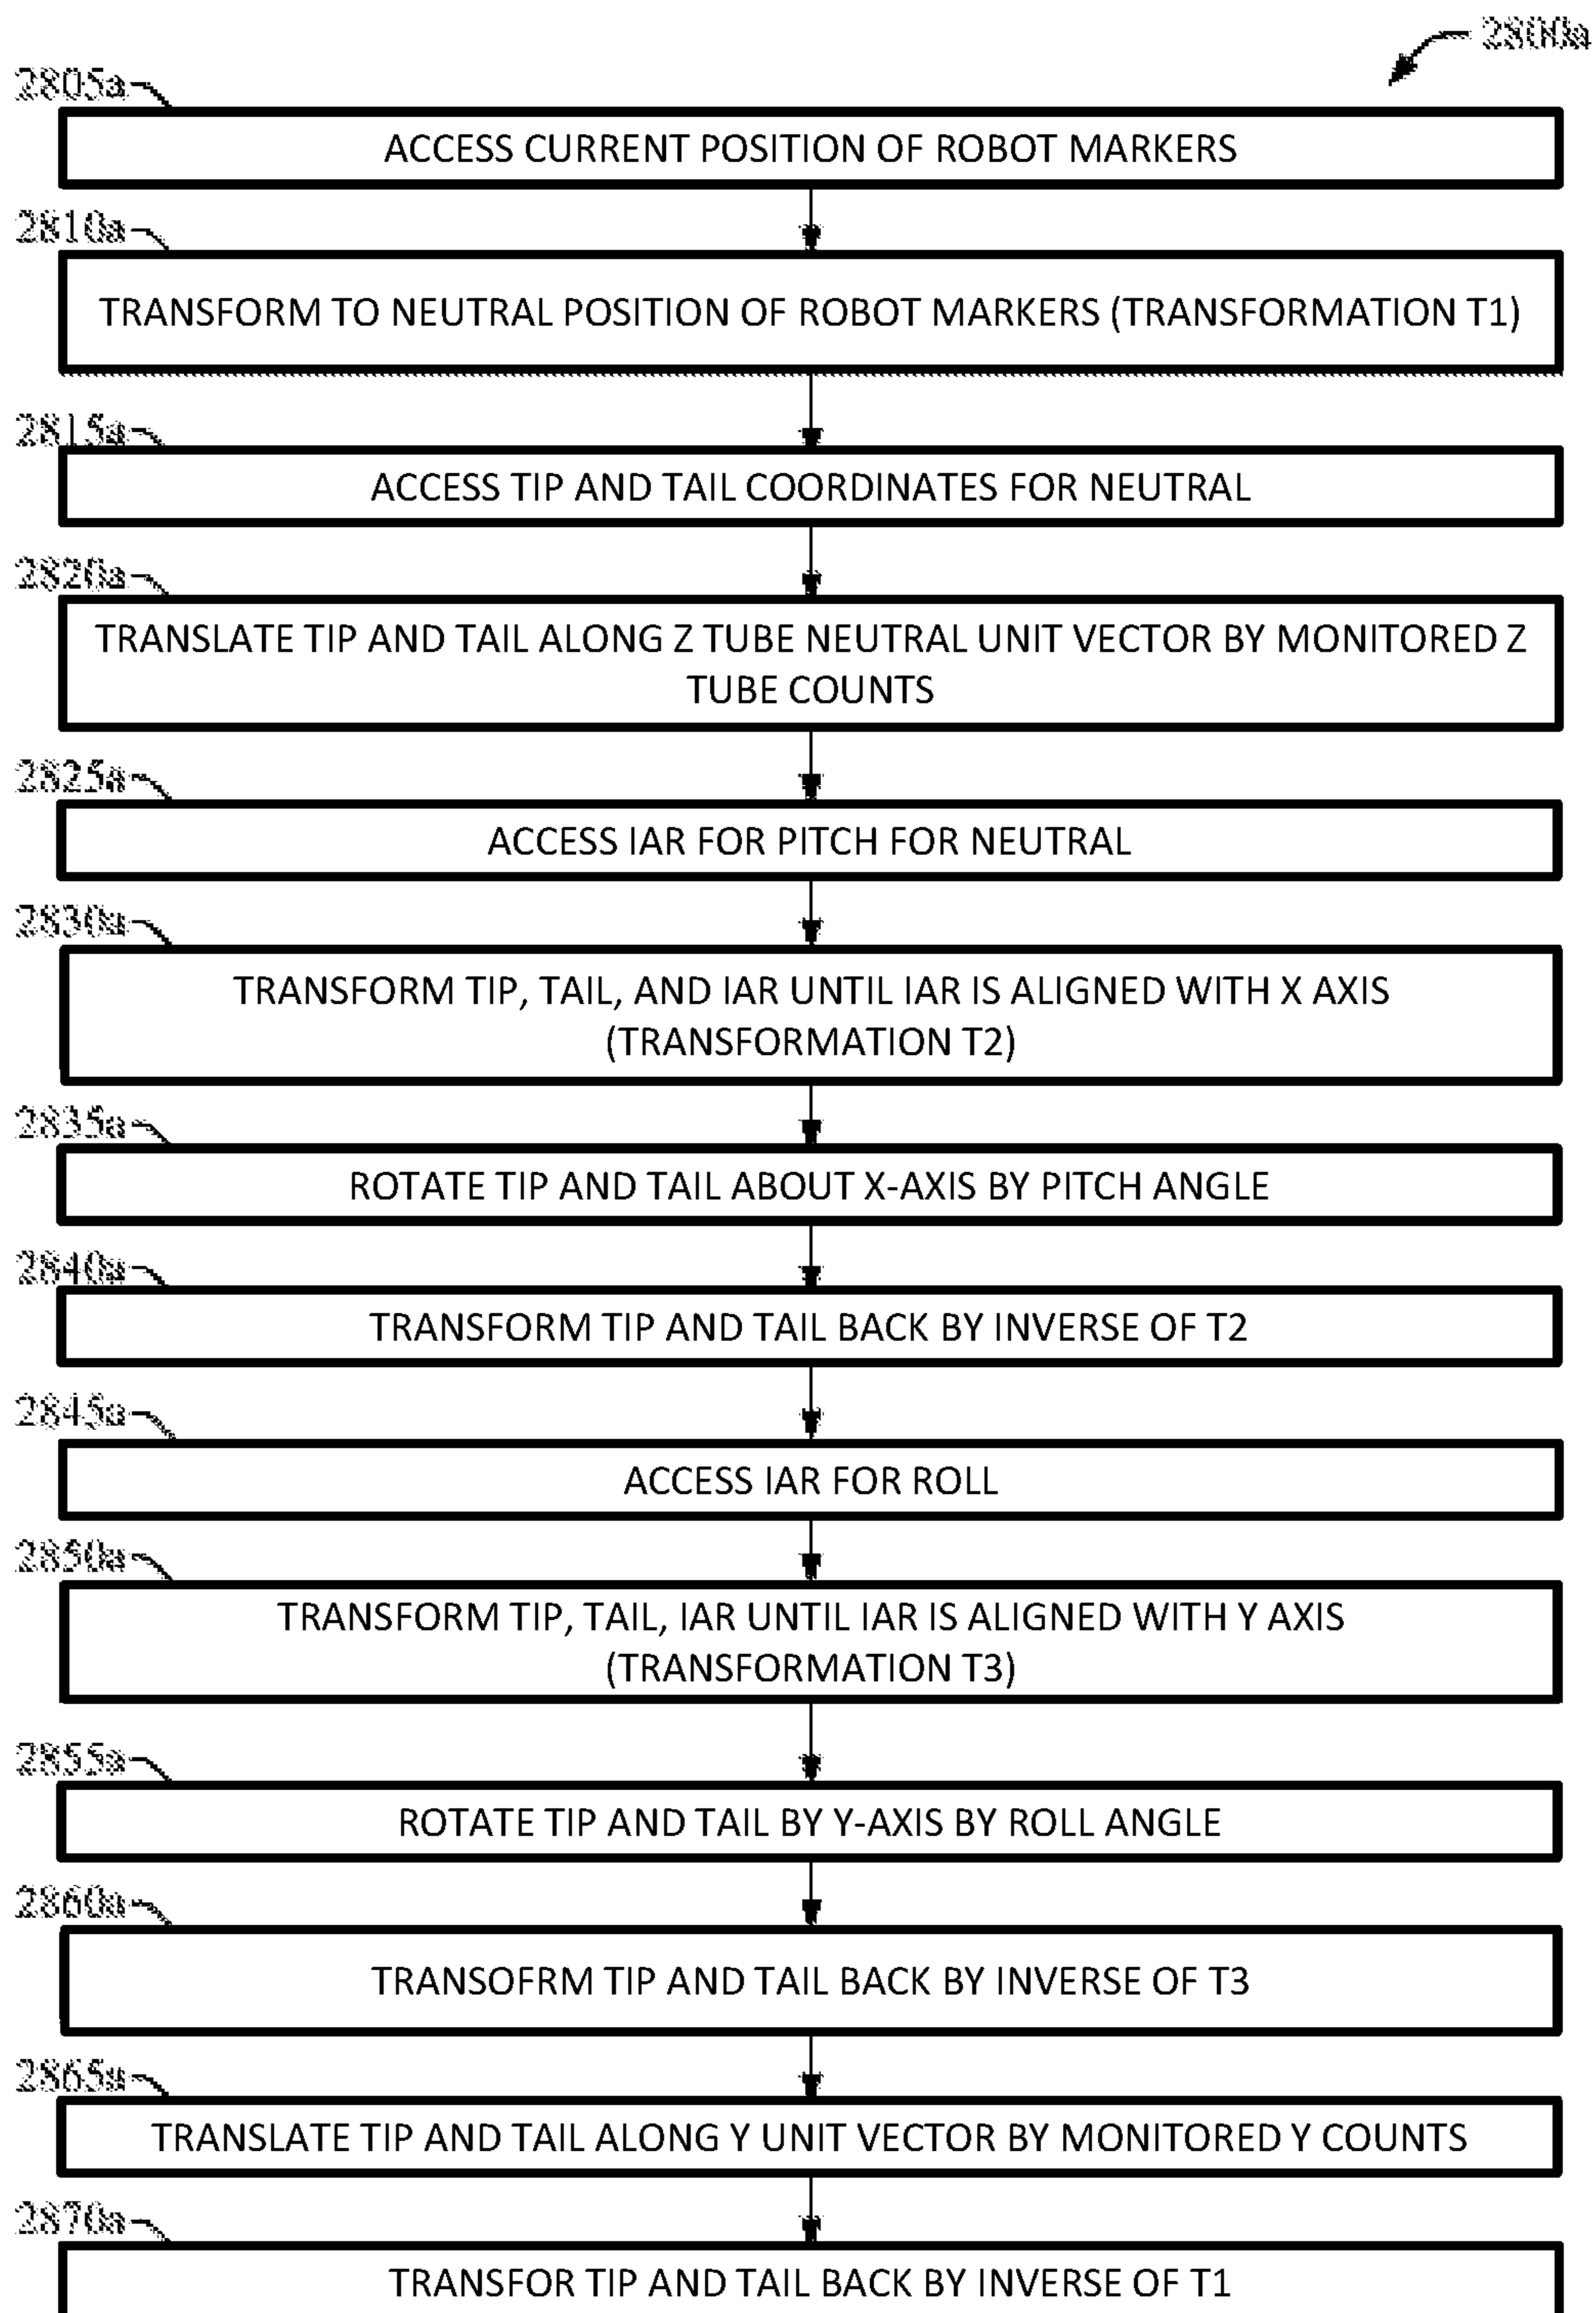 2800a
2805a
ACCESS CURRENT POSITION OF ROBOT MARKERS
2810a
TRANSFORM TO NEUTRAL POSITION OF ROBOT MARKERS (TRANSFORMATION T1)
2815a
ACCESS TIP AND TAIL COORDINATES FOR NEUTRAL
2820a
TRANSLATE TIP AND TAIL ALONG Z TUBE NEUTRAL UNIT VECTOR BY MONITORED Z
TUBE COUNTS
2825a
ACCESS IAR FOR PITCH FOR NEUTRAL
2830a
TRANSFORM TIP, TAIL, AND IAR UNTIL IAR IS ALIGNED WITH X AXIS
(TRANSFORMATION T2)
2835a
ROTATE TIP AND TAIL ABOUT X-AXIS BY PITCH ANGLE
2840a
TRANSFORM TIP AND TAIL BACK BY INVERSE OF T2
2845a
ACCESS IAR FOR ROLL
2850a
TRANSFORM TIP, TAIL, IAR UNTIL IAR IS ALIGNED WITH Y AXIS
(TRANSFORMATION T3)
2855a
ROTATE TIP AND TAIL BY Y-AXIS BY ROLL ANGLE
2860a
TRANSOFRM TIP AND TAIL BACK BY INVERSE OF T3
2865a
TRANSLATE TIP AND TAIL ALONG Y UNIT VECTOR BY MONITORED Y COUNTS
2870a
TRANSFOR TIP AND TAIL BACK BY INVERSE OF T1